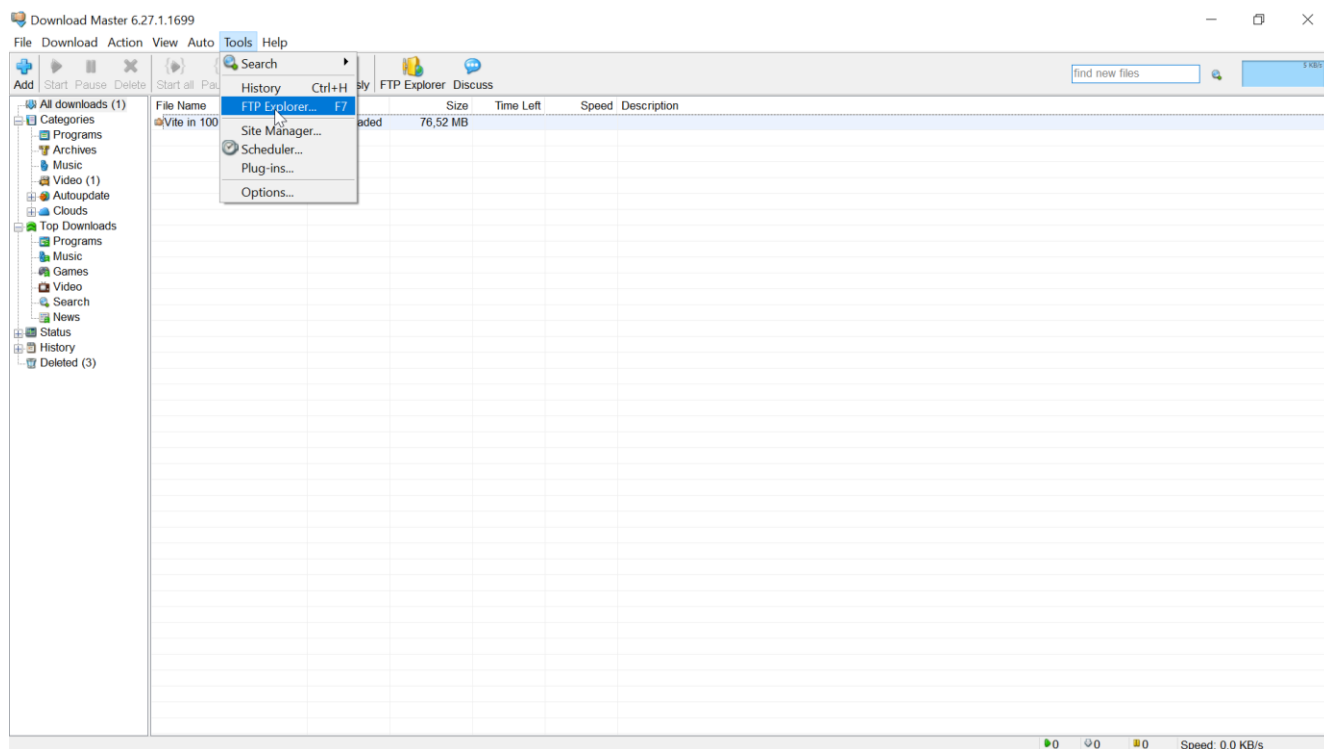 Download Master 6.27.1.1699
File Download Action View Auto Tools Help
Add Start Pause Delete Start all Pau sly FTP Explorer Discuss
find new files
5 KB/s
Search
History Ctrl+H
FTP Explorer... F7
Site Manager...
Scheduler...
Plug-ins...
Options...
All downloads (1)
Categories
Programs
Archives
Music
Video (1)
Autoupdate
Clouds
Top Downloads
Programs
Music
Games
Video
Search
News
Status
History
Deleted (3)
File Name Size Time Left Speed Description
Vite in 100 aded 76,52 MB
0 0 0 Speed: 0,0 KB/s